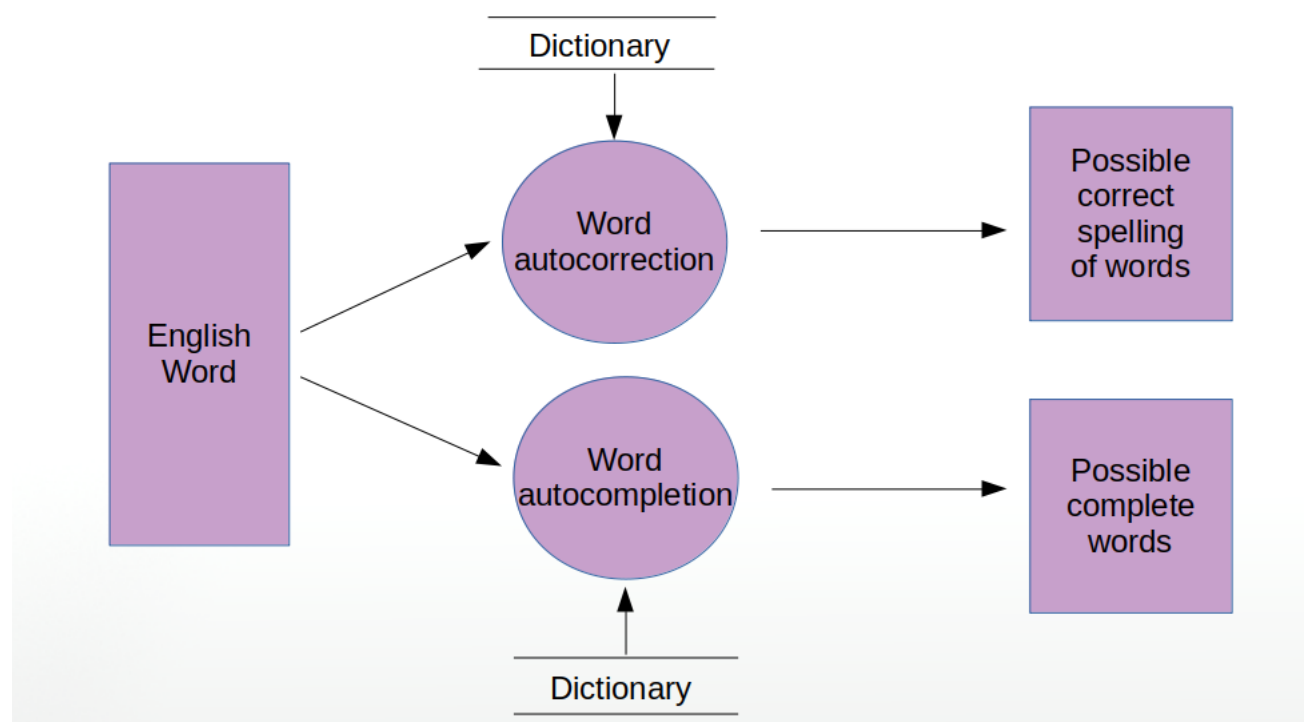 Dictionary
Word
autocorrection
Possible
correct
spelling
of words
English
Word
Word
autocompletion
Possible
complete
words
Dictionary